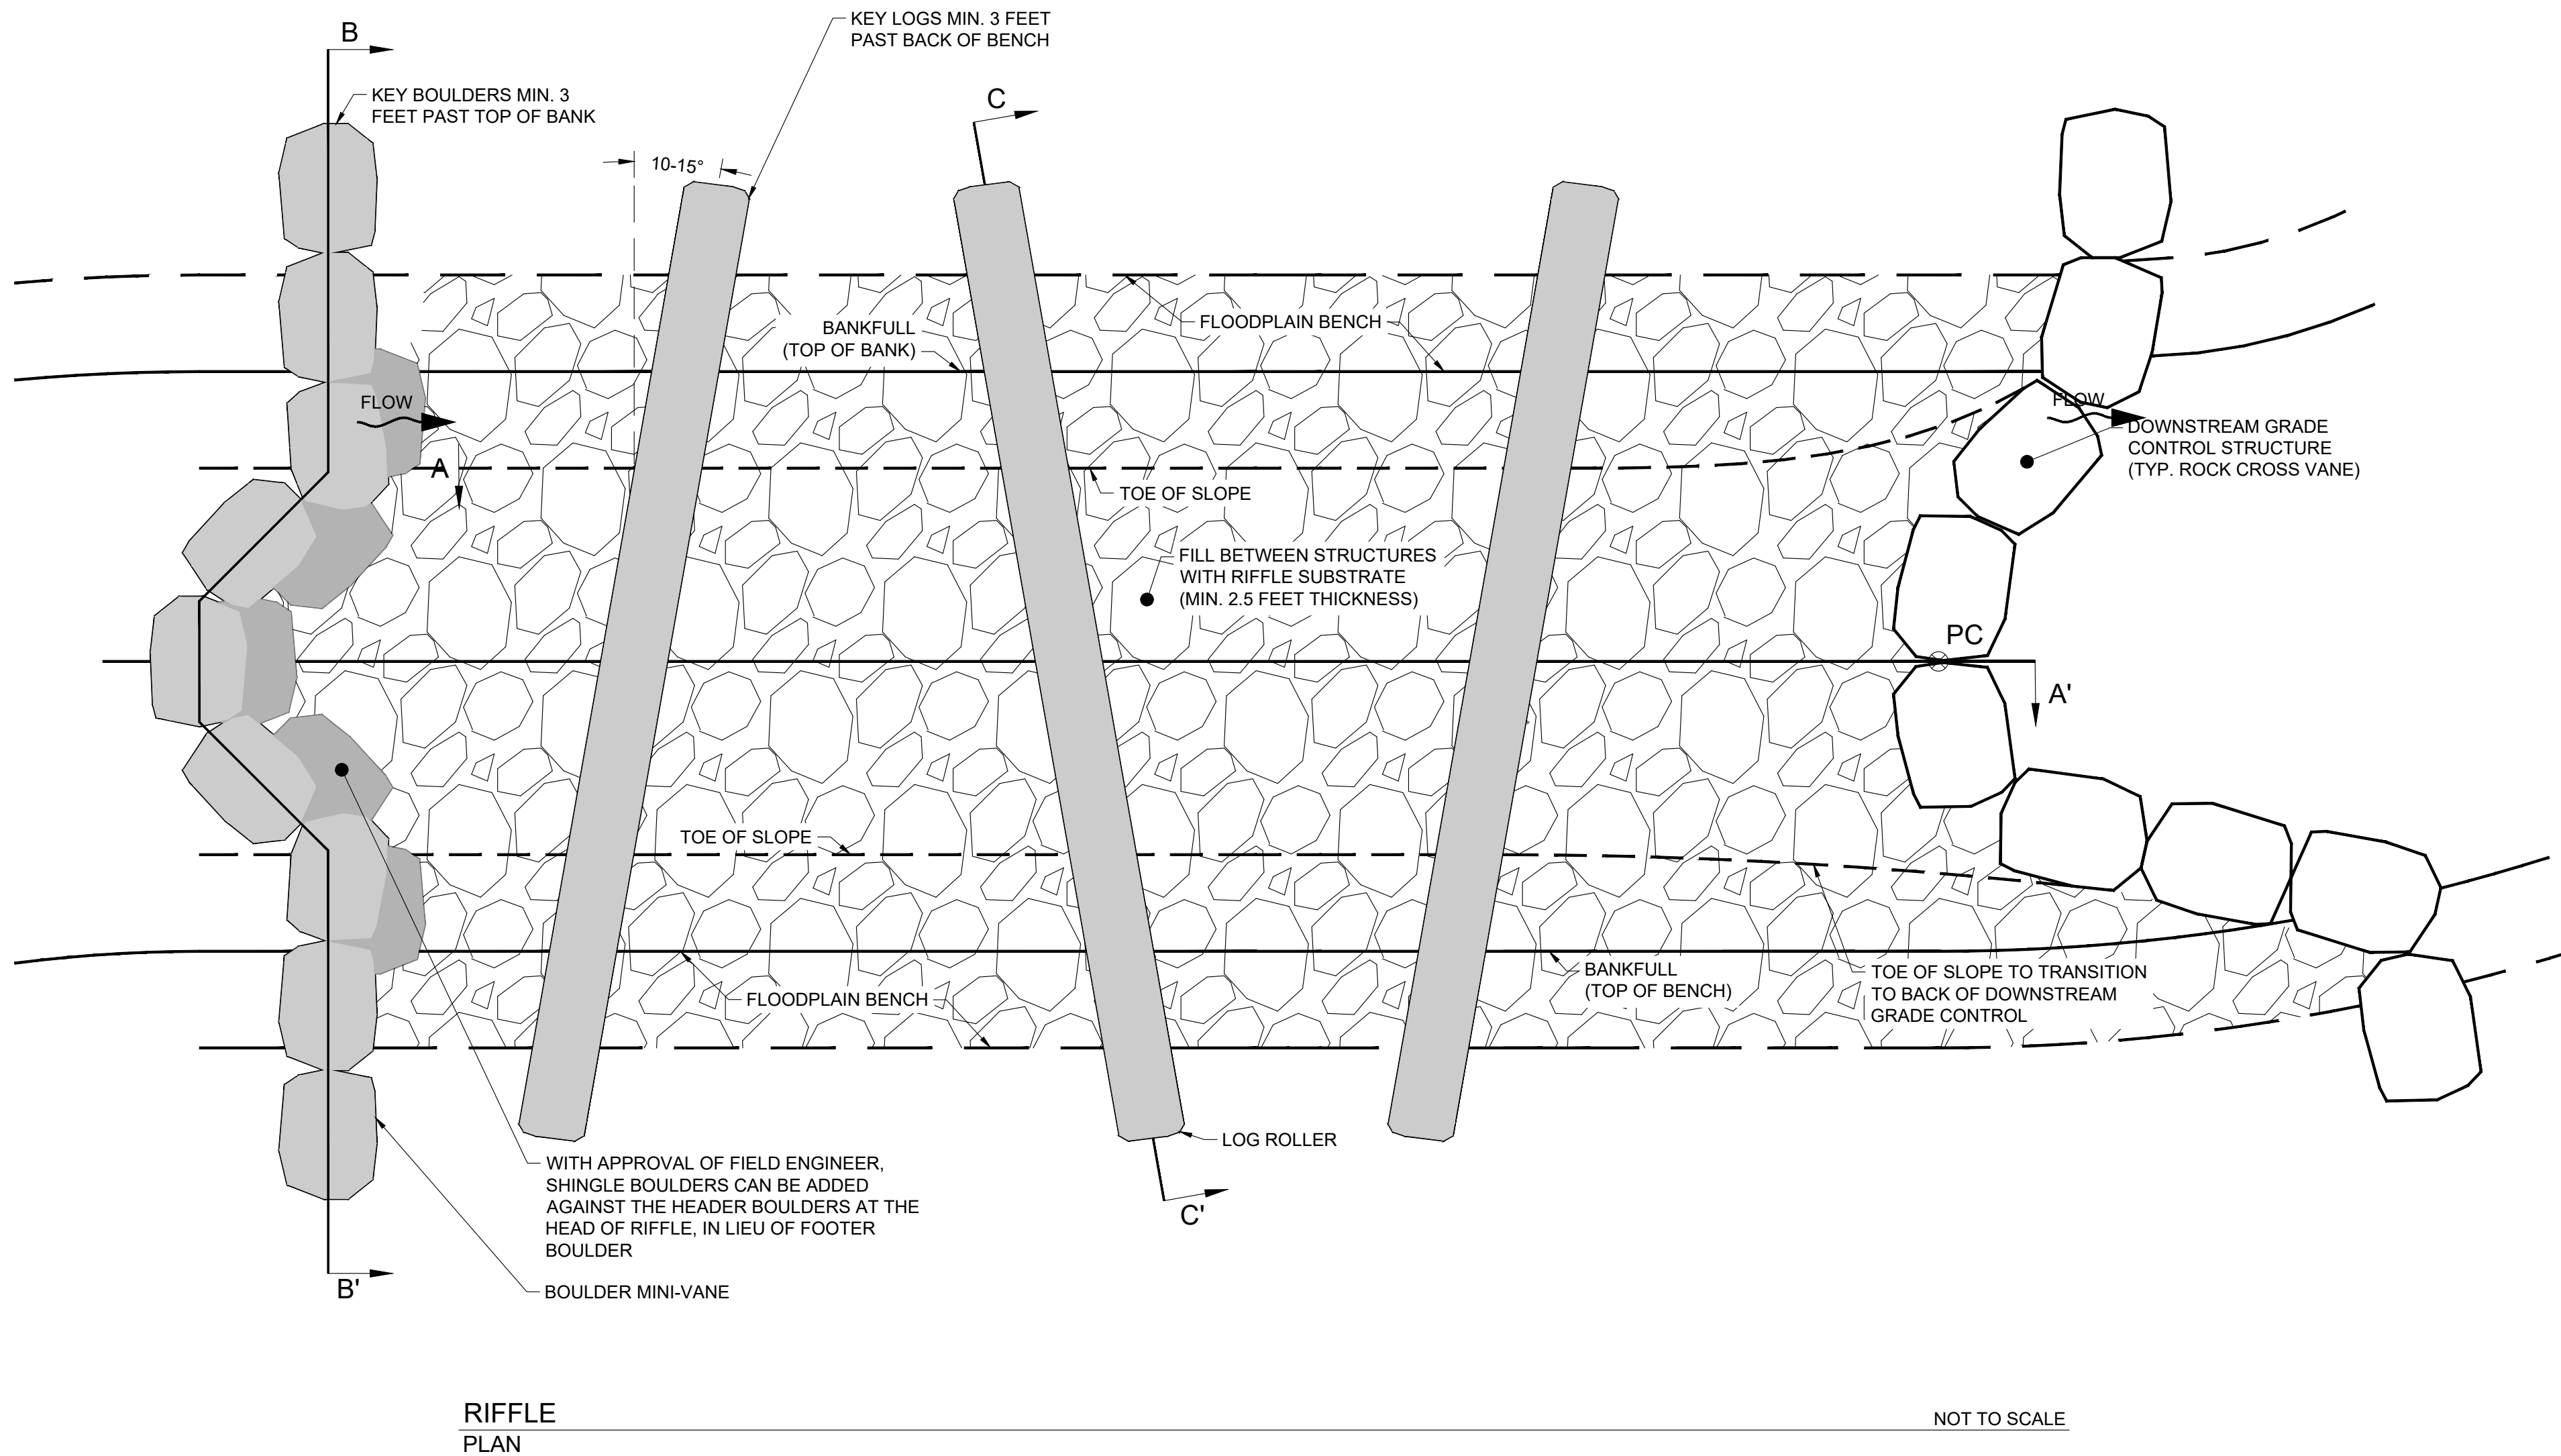 KEY LOGS MIN. 3 FEET
PAST BACK OF BENCH
B
C
KEY BOULDERS MIN. 3
FEET PAST TOP OF BANK
10-15°
BANKFULL
(TOP OF BANK)
FLOODPLAIN BENCH
FLOW
FLOW
DOWNSTREAM GRADE
CONTROL STRUCTURE
(TYP. ROCK CROSS VANE)
A
TOE OF SLOPE
FILL BETWEEN STRUCTURES
WITH RIFFLE SUBSTRATE
(MIN. 2.5 FEET THICKNESS)
PC
A'
TOE OF SLOPE
BANKFULL
(TOP OF BENCH)
TOE OF SLOPE TO TRANSITION
TO BACK OF DOWNSTREAM
GRADE CONTROL
FLOODPLAIN BENCH
LOG ROLLER
WITH APPROVAL OF FIELD ENGINEER,
SHINGLE BOULDERS CAN BE ADDED
AGAINST THE HEADER BOULDERS AT THE
HEAD OF RIFFLE, IN LIEU OF FOOTER
BOULDER
C'
B'
BOULDER MINI-VANE
RIFFLE
NOT TO SCALE
PLAN